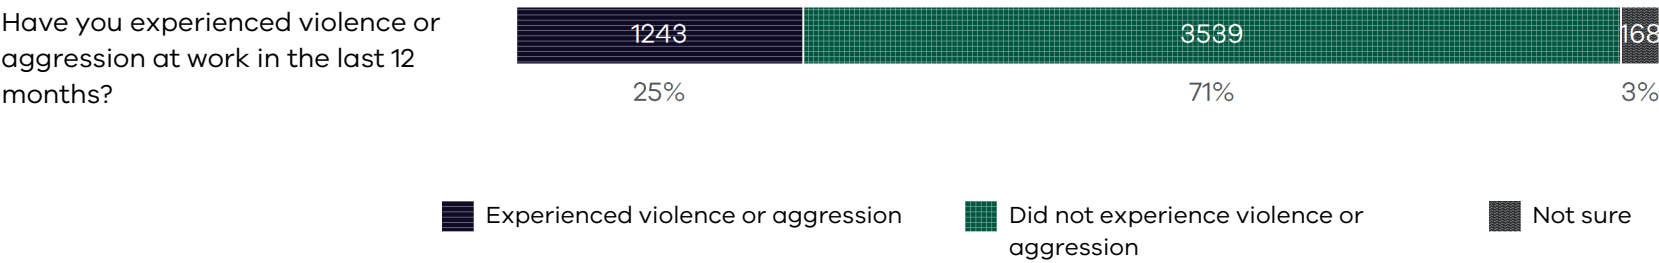 Have you experienced violence or
aggression at work in the last 12
months?
1243
3539
168
25%
71%
3%
Experienced violence or aggression
Did not experience violence or
aggression
Not sure